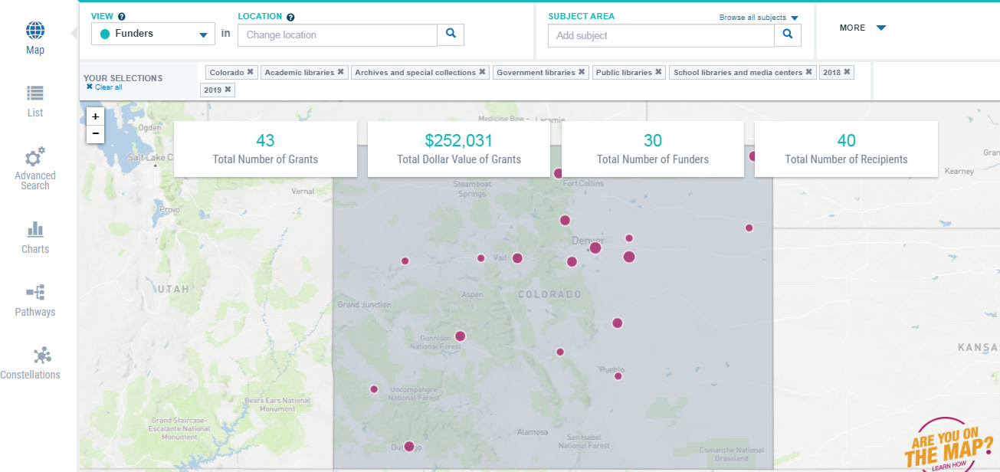 VIEW ?
Funders
in
LOCATION ?
Change location
SUBJECT AREA
Browse all subjects
Add subject
MORE
Map
List
Advanced
Search
Charts
Pathways
Constellations
YOUR SELECTIONS
✖ Clear all
Colorado ✖ Academic libraries ✖ Archives and special collections ✖ Government libraries ✖ Public libraries ✖ School libraries and media centers ✖ 2018 ✖
2019 ✖
+
−
43
Total Number of Grants
$252,031
Total Dollar Value of Grants
30
Total Number of Funders
40
Total Number of Recipients
Medicine Bow
Laramie
Ogden
Salt Lake C
Provo
Vernal
Steamboat
Springs
Fort Collins
Kearney
Gran
Denver
Vail
UTAH
Aspen
COLORADO
Grand Junction
Gunnison
National Forest
KANSA
Pueblo
Uncompahgre
National Forest
Bears Ears National
Monument
Grand Staircase-
Escalante National
Monument
Alamosa
San Isabel
National Forest
Durango
Comanche National
Grassland
ARE YOU ON
THE MAP?
LEARN HOW